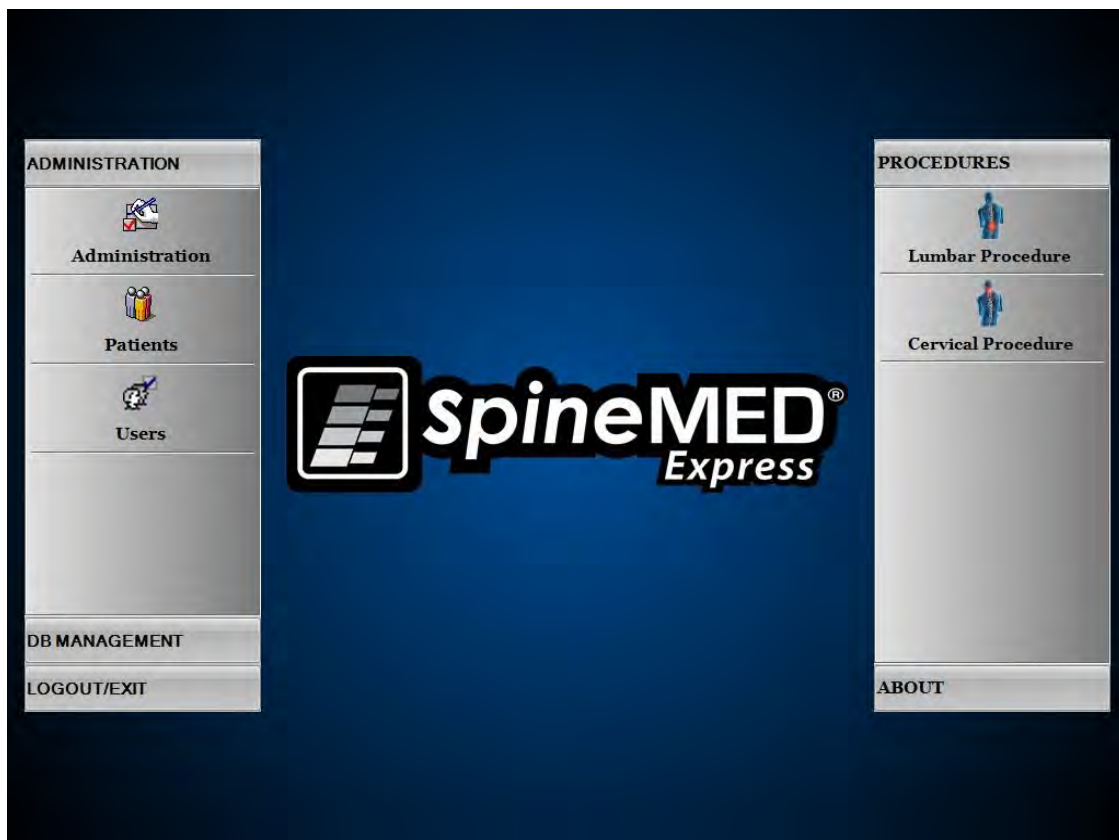 ADMINISTRATION
Administration
Patients
Users
DB MANAGEMENT
LOGOUT/EXIT
SpineMED®
Express
PROCEDURES
Lumbar Procedure
Cervical Procedure
ABOUT